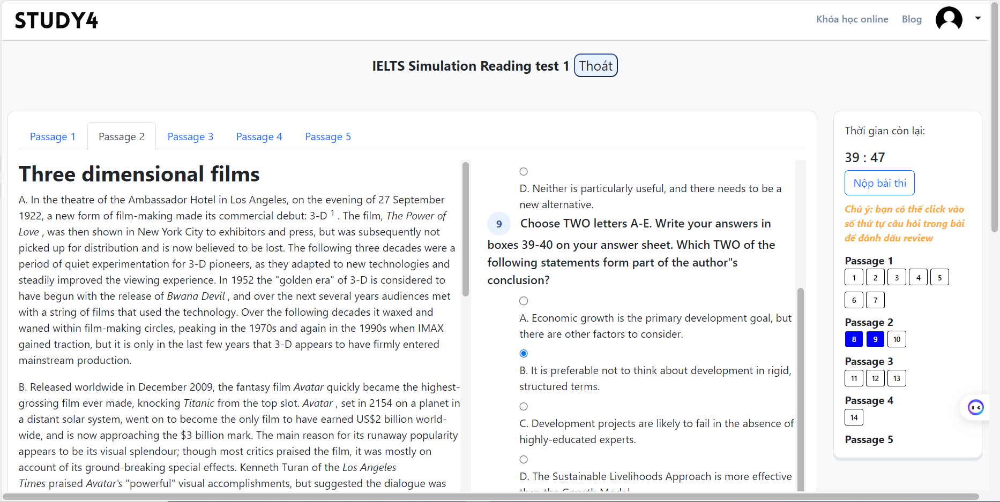 STUDY4
Khóa học online
Blog
IELTS Simulation Reading test 1
Thoát
Passage 1
Passage 2
Passage 3
Passage 4
Passage 5
Three dimensional films
A. In the theatre of the Ambassador Hotel in Los Angeles, on the evening of 27 September
1922, a new form of film-making made its commercial debut: 3-D 1 . The film, The Power of
Love , was then shown in New York City to exhibitors and press, but was subsequently not
picked up for distribution and is now believed to be lost. The following three decades were a
period of quiet experimentation for 3-D pioneers, as they adapted to new technologies and
steadily improved the viewing experience. In 1952 the "golden era" of 3-D is considered to
have begun with the release of Bwana Devil , and over the next several years audiences met
with a string of films that used the technology. Over the following decades it waxed and
waned within film-making circles, peaking in the 1970s and again in the 1990s when IMAX
gained traction, but it is only in the last few years that 3-D appears to have firmly entered
mainstream production.
B. Released worldwide in December 2009, the fantasy film Avatar quickly became the highest-
grossing film ever made, knocking Titanic from the top slot. Avatar , set in 2154 on a planet in
a distant solar system, went on to become the only film to have earned US$2 billion world-
wide, and is now approaching the $3 billion mark. The main reason for its runaway popularity
appears to be its visual splendour; though most critics praised the film, it was mostly on
account of its ground-breaking special effects. Kenneth Turan of the Los Angeles
Times praised Avatar's "powerful" visual accomplishments, but suggested the dialogue was
D. Neither is particularly useful, and there needs to be a
new alternative.
9
Choose TWO letters A-E. Write your answers in
boxes 39-40 on your answer sheet. Which TWO of the
following statements form part of the author"s
conclusion?
A. Economic growth is the primary development goal, but
there are other factors to consider.
B. It is preferable not to think about development in rigid,
structured terms.
C. Development projects are likely to fail in the absence of
highly-educated experts.
D. The Sustainable Livelihoods Approach is more effective
than the Growth Model
Thời gian còn lại:
39 : 47
Nộp bài thi
Chú ý: bạn có thể click vào
số thứ tự câu hỏi trong bài
để đánh dấu review
Passage 1
1 2 3 4 5
6 7
Passage 2
8 9 10
Passage 3
11 12 13
Passage 4
14
Passage 5